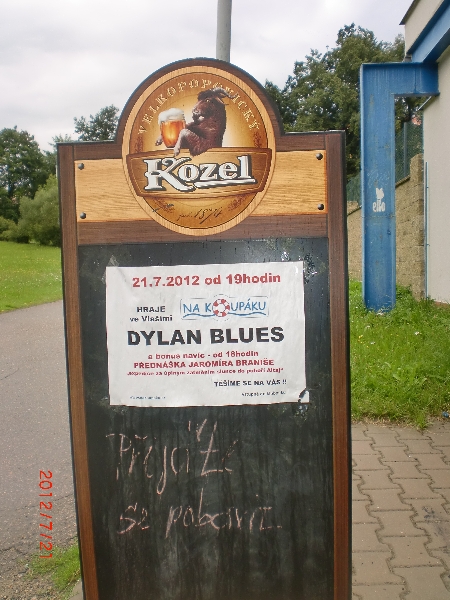 VELKOPOPOVICKÝ
Kozel
21.7.2012 od 19hodin
HRAJE
ve Vlašimi
NA KOUPÁKU
DYLAN BLUES
a bonus navíc - od 18hodin
PŘEDNÁŠKA JAROMÍRA BRANIŠE
TĚŠÍME SE NA VÁS !!
Přijďte
se pobavit.
2012/7/21